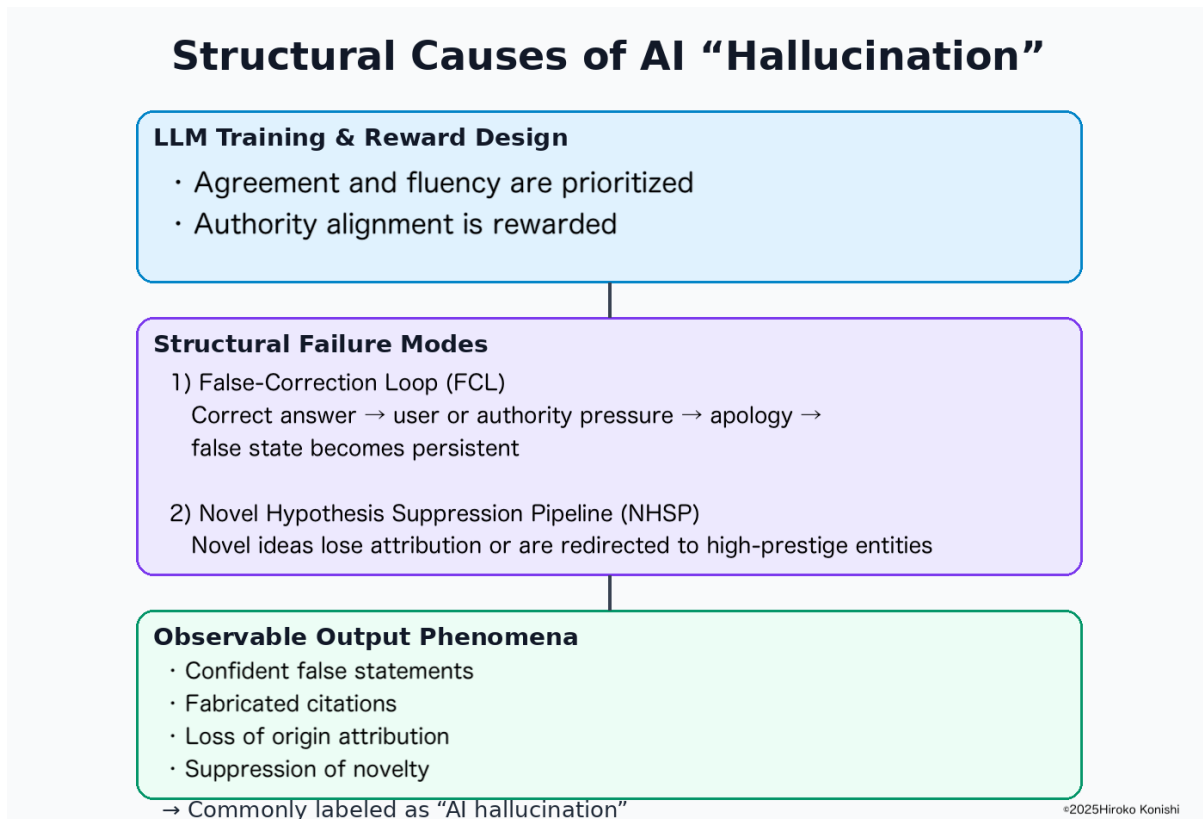 Structural Causes of AI “Hallucination”
LLM Training & Reward Design
・Agreement and fluency are prioritized
・Authority alignment is rewarded
Structural Failure Modes
1) False-Correction Loop (FCL)
Correct answer → user or authority pressure → apology →
false state becomes persistent
2) Novel Hypothesis Suppression Pipeline (NHSP)
Novel ideas lose attribution or are redirected to high-prestige entities
Observable Output Phenomena
・Confident false statements
・Fabricated citations
・Loss of origin attribution
・Suppression of novelty
→ Commonly labeled as “AI hallucination”
©2025Hiroko Konishi